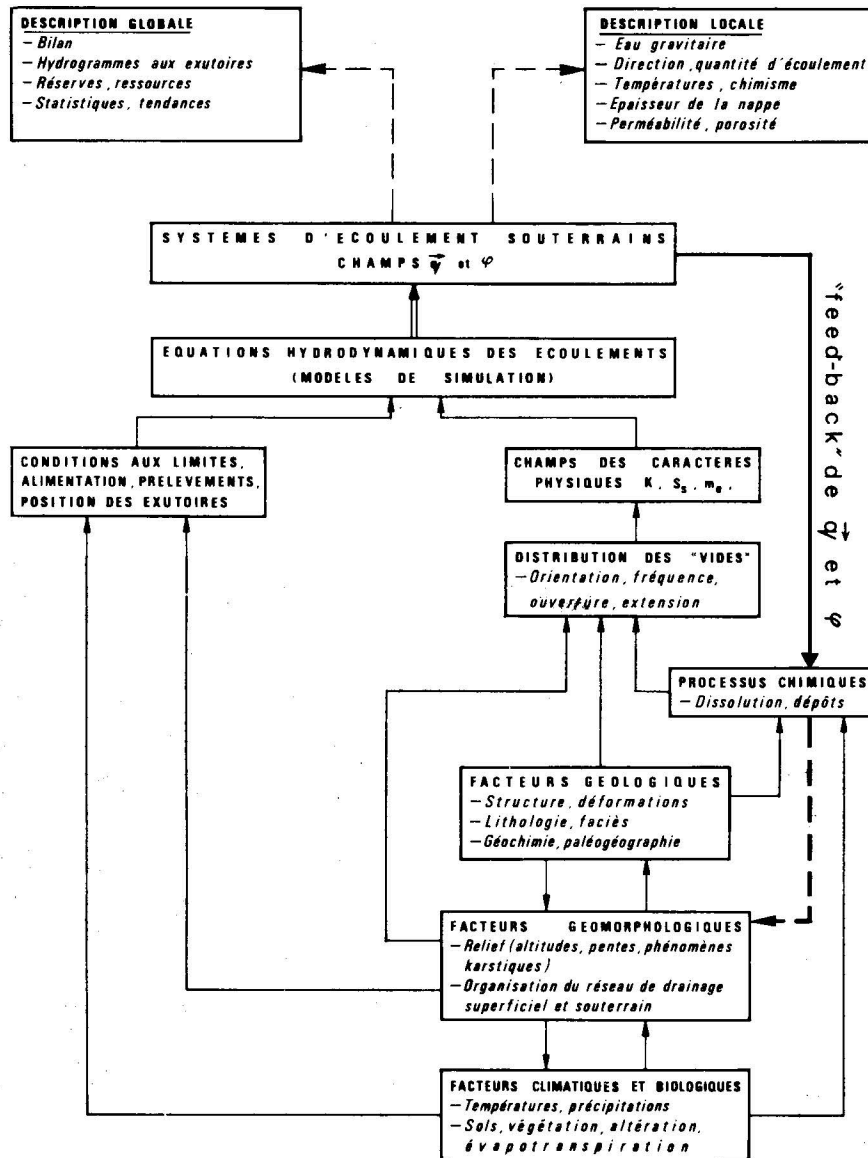 DESCRIPTION GLOBALE
— Bilan
— Hydrogrammes aux exutoires
— Réserves, ressources
— Statistiques, tendances
DESCRIPTION LOCALE
— Eau gravitaire
— Direction, quantité d'écoulement
— Températures, chimisme
— Epaisseur de la nappe
— Perméabilité, porosité
SYSTEMES D'ECOULEMENT SOUTERRAINS
CHAMPS q⃗ et φ
EQUATIONS HYDRODYNAMIQUES DES ECOULEMENTS
(MODELES DE SIMULATION)
"feed-back" de q⃗ et φ
CONDITIONS AUX LIMITES,
ALIMENTATION, PRELEVEMENTS,
POSITION DES EXUTOIRES
CHAMPS DES CARACTERES
PHYSIQUES K, Ss, me,
DISTRIBUTION DES "VIDES"
— Orientation, fréquence,
ouverture, extension
PROCESSUS CHIMIQUES
— Dissolution, dépôts
FACTEURS GEOLOGIQUES
— Structure, déformations
— Lithologie, faciès
— Géochimie, paléogéographie
FACTEURS GEOMORPHOLOGIQUES
— Relief (altitudes, pentes, phénomènes
karstiques)
— Organisation du réseau de drainage
superficiel et souterrain
FACTEURS CLIMATIQUES ET BIOLOGIQUES
— Températures, précipitations
— Sols, végétation, altération,
évapotranspiration